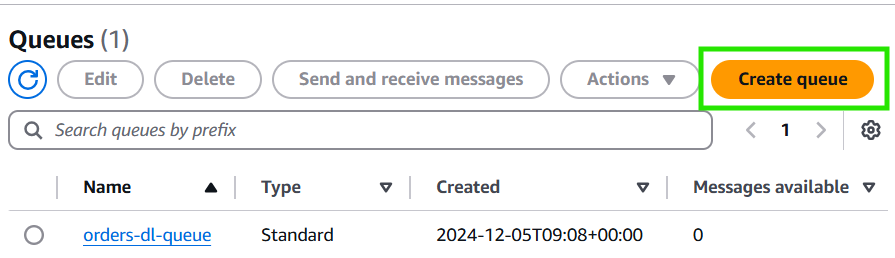 Queues (1)
Edit Delete Send and receive messages Actions Create queue
Search queues by prefix 1
Name Type Created Messages available
orders-dl-queue Standard 2024-12-05T09:08+00:00 0